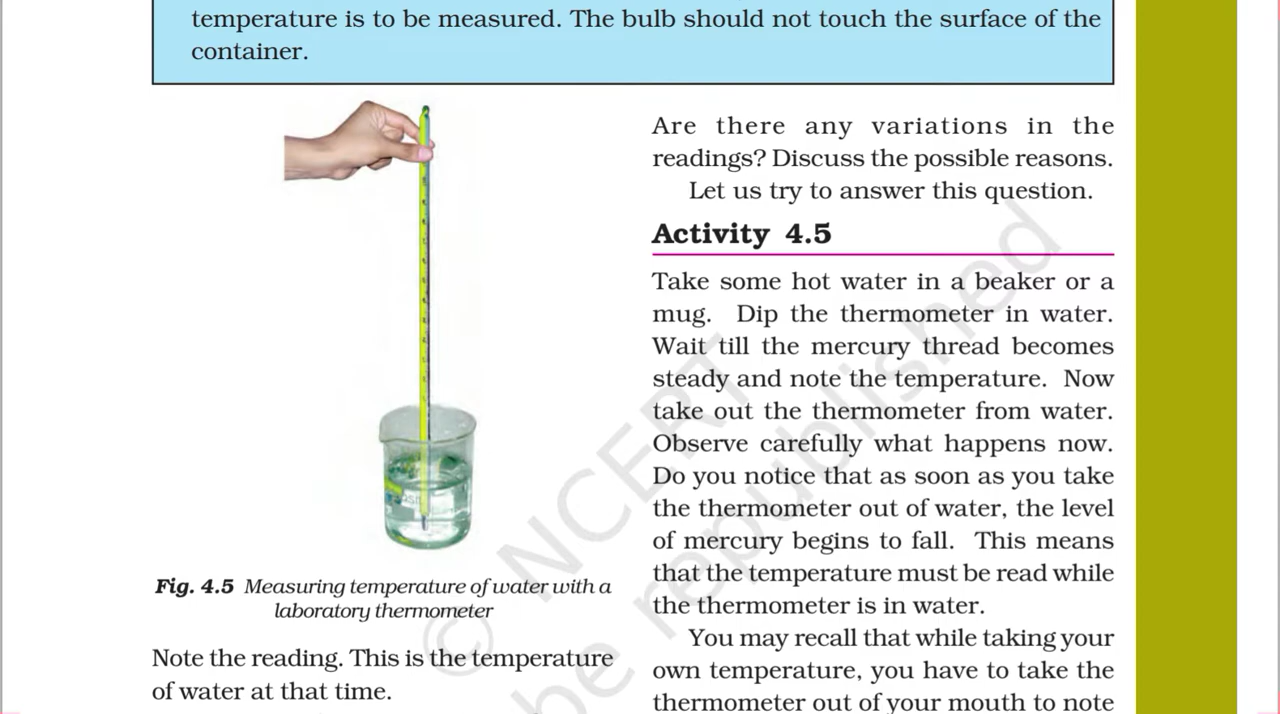 temperature is to be measured. The bulb should not touch the surface of the
container.
Fig. 4.5 Measuring temperature of water with a
laboratory thermometer
Note the reading. This is the temperature
of water at that time.
Are there any variations in the
readings? Discuss the possible reasons.
Let us try to answer this question.
Activity 4.5
Take some hot water in a beaker or a
mug. Dip the thermometer in water.
Wait till the mercury thread becomes
steady and note the temperature. Now
take out the thermometer from water.
Observe carefully what happens now.
Do you notice that as soon as you take
the thermometer out of water, the level
of mercury begins to fall. This means
that the temperature must be read while
the thermometer is in water.
You may recall that while taking your
own temperature, you have to take the
thermometer out of your mouth to note
© NCERT
be republished